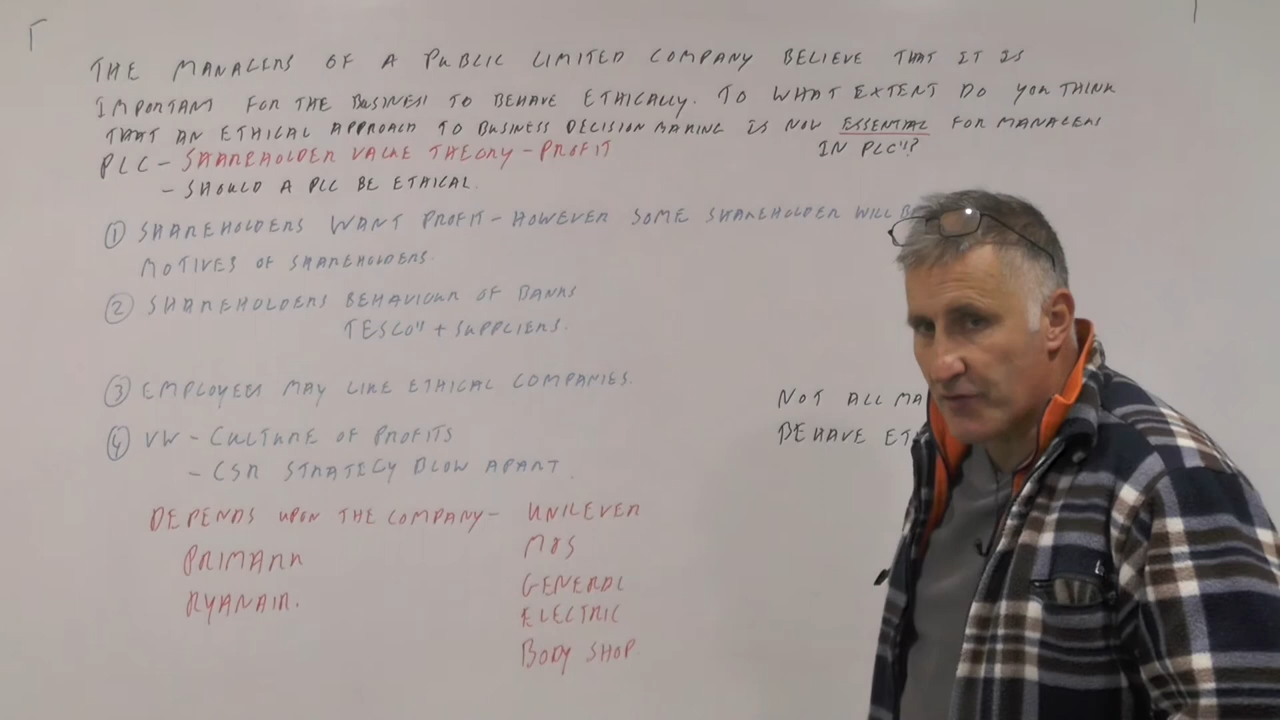 THE MANAGERS OF A PUBLIC LIMITED COMPANY BELIEVE THAT IT IS
IMPORTANT FOR THE BUSINESS TO BEHAVE ETHICALLY. TO WHAT EXTENT DO YOU THINK
THAT AN ETHICAL APPROACH TO BUSINESS DECISION MAKING IS NOW ESSENTIAL FOR MANAGERS
IN PLC"?
PLC - SHAREHOLDER VALUE THEORY - PROFIT
- SHOULD A PLC BE ETHICAL.
① SHAREHOLDERS WANT PROFIT - HOWEVER SOME SHAREHOLDER WILL BE
MOTIVES OF SHAREHOLDERS.
② SHAREHOLDERS BEHAVIOUR OF BANKS
TESCO" + SUPPLIERS.
③ EMPLOYEES MAY LIKE ETHICAL COMPANIES.
④ VW - CULTURE OF PROFITS
- CSR STRATEGY BLOW APART.
NOT ALL MA
BEHAVE ET
DEPENDS UPON THE COMPANY - UNILEVER
PRIMARK
RYANAIR.
M&S
GENERAL
ELECTRIC
BODY SHOP